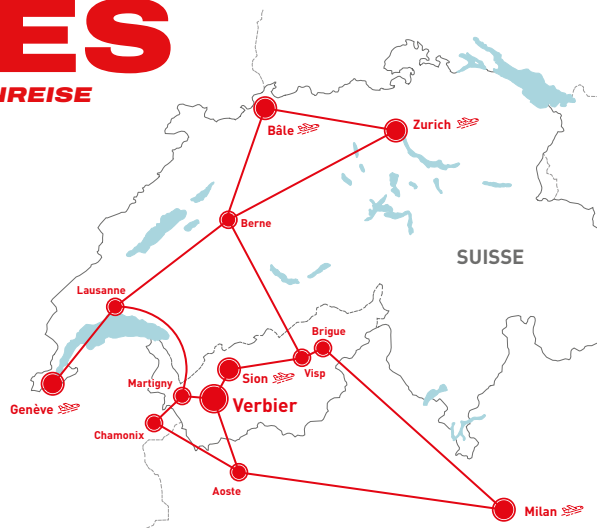 ES
IREISE
Bâle
Zurich
Berne
SUISSE
Lausanne
Brigue
Visp
Sion
Martigny
Verbier
Genève
Chamonix
Aoste
Milan